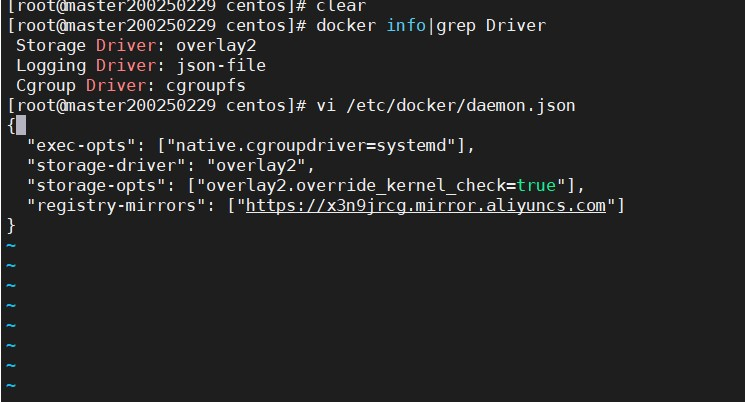 [root@master200250229 centos]# clear
[root@master200250229 centos]# docker info|grep Driver
 Storage Driver: overlay2
 Logging Driver: json-file
 Cgroup Driver: cgroupfs
[root@master200250229 centos]# vi /etc/docker/daemon.json
{
  "exec-opts": ["native.cgroupdriver=systemd"],
  "storage-driver": "overlay2",
  "storage-opts": ["overlay2.override_kernel_check=true"],
  "registry-mirrors": ["https://x3n9jrcg.mirror.aliyuncs.com"]
}
~
~
~
~
~
~
~
~